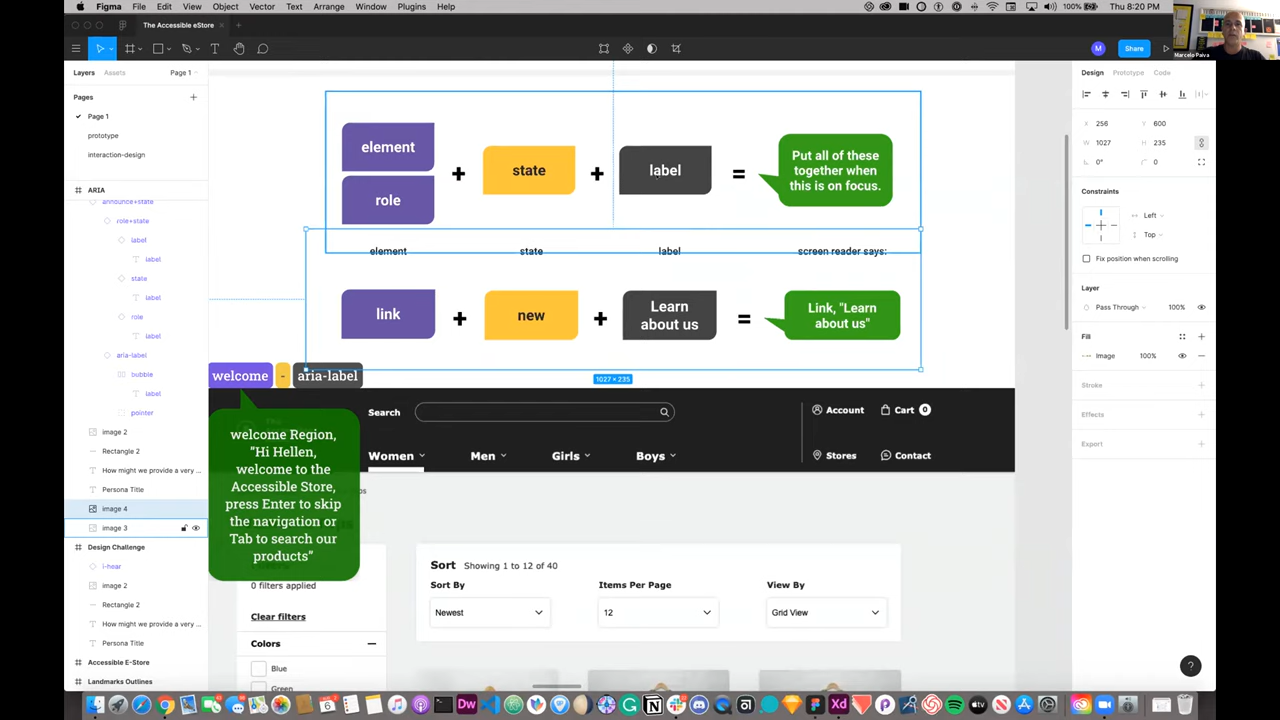 Figma File Edit View Object Vector Text Arrange Window Plugins Help
100% Thu 8:20 PM
The Accessible eStore
M Share
Marcelo Paiva
Layers Assets Page 1
Pages
Page 1
prototype
interaction-design
ARIA
announce+state
role+state
label
label
state
label
role
label
aria-label
bubble
label
pointer
image 2
Rectangle 2
How might we provide a very ...
Persona Title
image 4
image 3
Design Challenge
i-hear
image 2
Rectangle 2
How might we provide a very ...
Persona Title
Accessible E-Store
Landmarks Outlines
element
role
+
state
+
label
=
Put all of these
together when
this is on focus.
element state label screen reader says:
link
+
new
+
Learn
about us
=
Link, "Learn
about us"
1027 × 235
welcome - aria-label
welcome Region,
"Hi Hellen,
welcome to the
Accessible Store,
press Enter to skip
the navigation or
Tab to search our
products"
Search
Account Cart 0
Women Men Girls Boys
Stores Contact
0 filters applied
Clear filters
Colors
Blue
Green
Sort Showing 1 to 12 of 40
Sort By Items Per Page View By
Newest 12 Grid View
Design Prototype Code
X 256 Y 600
W 1027 H 235
0° 0
Constraints
Left
Top
Fix position when scrolling
Layer
Pass Through 100%
Fill
Image 100%
Stroke
Effects
Export
?